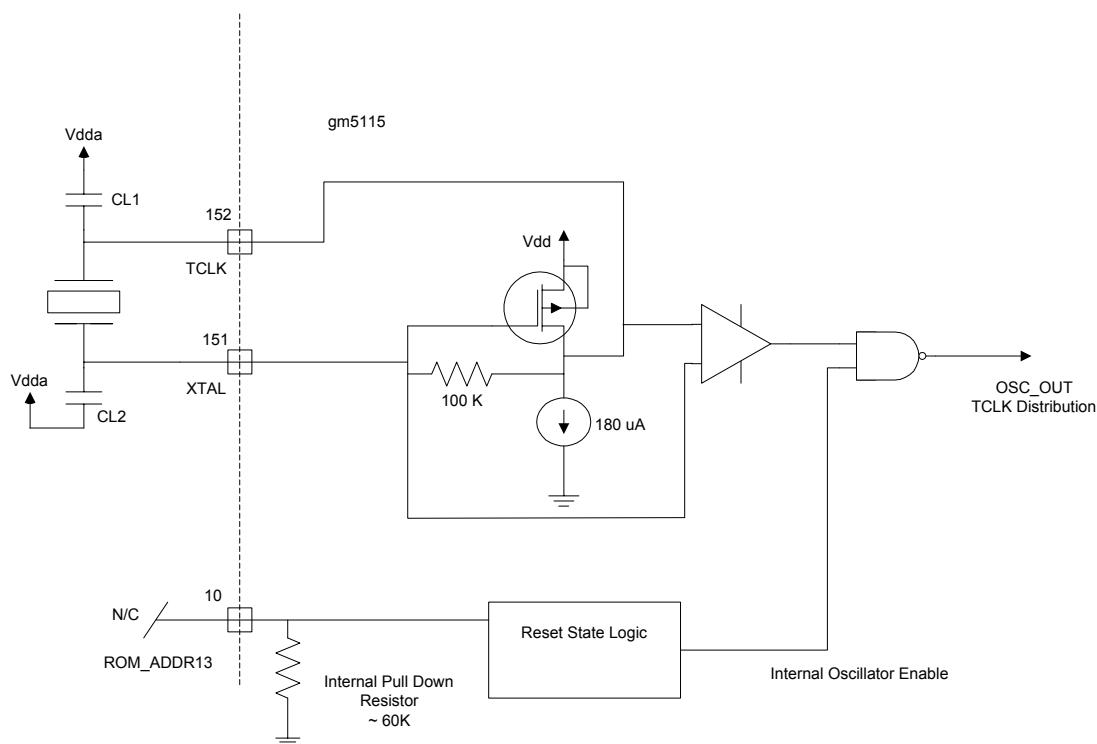 gm5115
Vdda
CL1
152
TCLK
Vdd
151
XTAL
Vdda
CL2
100 K
180 uA
OSC_OUT
TCLK Distribution
10
N/C
ROM_ADDR13
Reset State Logic
Internal Pull Down
Resistor
~ 60K
Internal Oscillator Enable